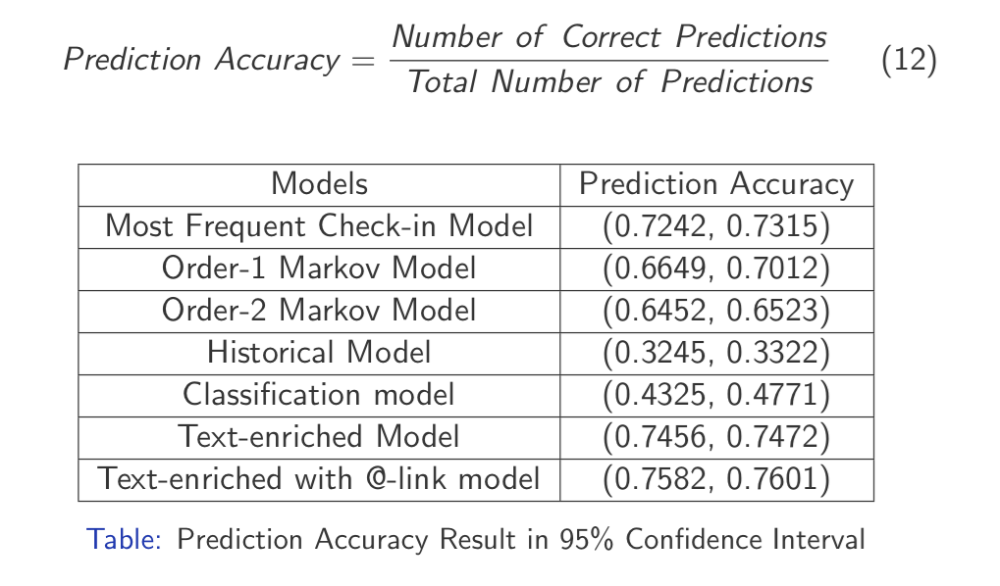 Prediction Accuracy = Number of Correct Predictions / Total Number of Predictions (12)
Models Prediction Accuracy
Most Frequent Check-in Model (0.7242, 0.7315)
Order-1 Markov Model (0.6649, 0.7012)
Order-2 Markov Model (0.6452, 0.6523)
Historical Model (0.3245, 0.3322)
Classification model (0.4325, 0.4771)
Text-enriched Model (0.7456, 0.7472)
Text-enriched with @-link model (0.7582, 0.7601)
Table: Prediction Accuracy Result in 95% Confidence Interval